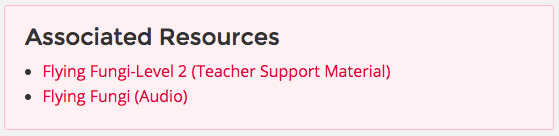 Associated Resources
Flying Fungi-Level 2 (Teacher Support Material)
Flying Fungi (Audio)